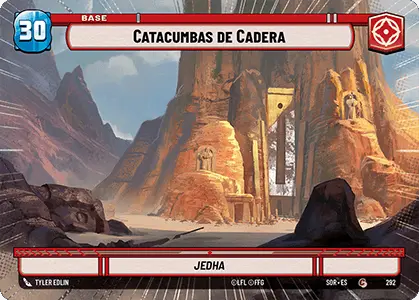 30
BASE
CATACUMBAS DE CADERA
JEDHA
TYLER EDLIN
©LFL ©FFG
SOR • ES
C
292